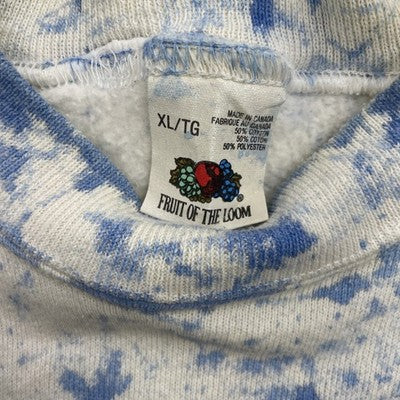 XL/TG
MADE IN CANADA
FABRIQUÉ AU CANADA
50% COTTON
50% COTON
50% POLYESTER
FRUIT OF THE LOOM®